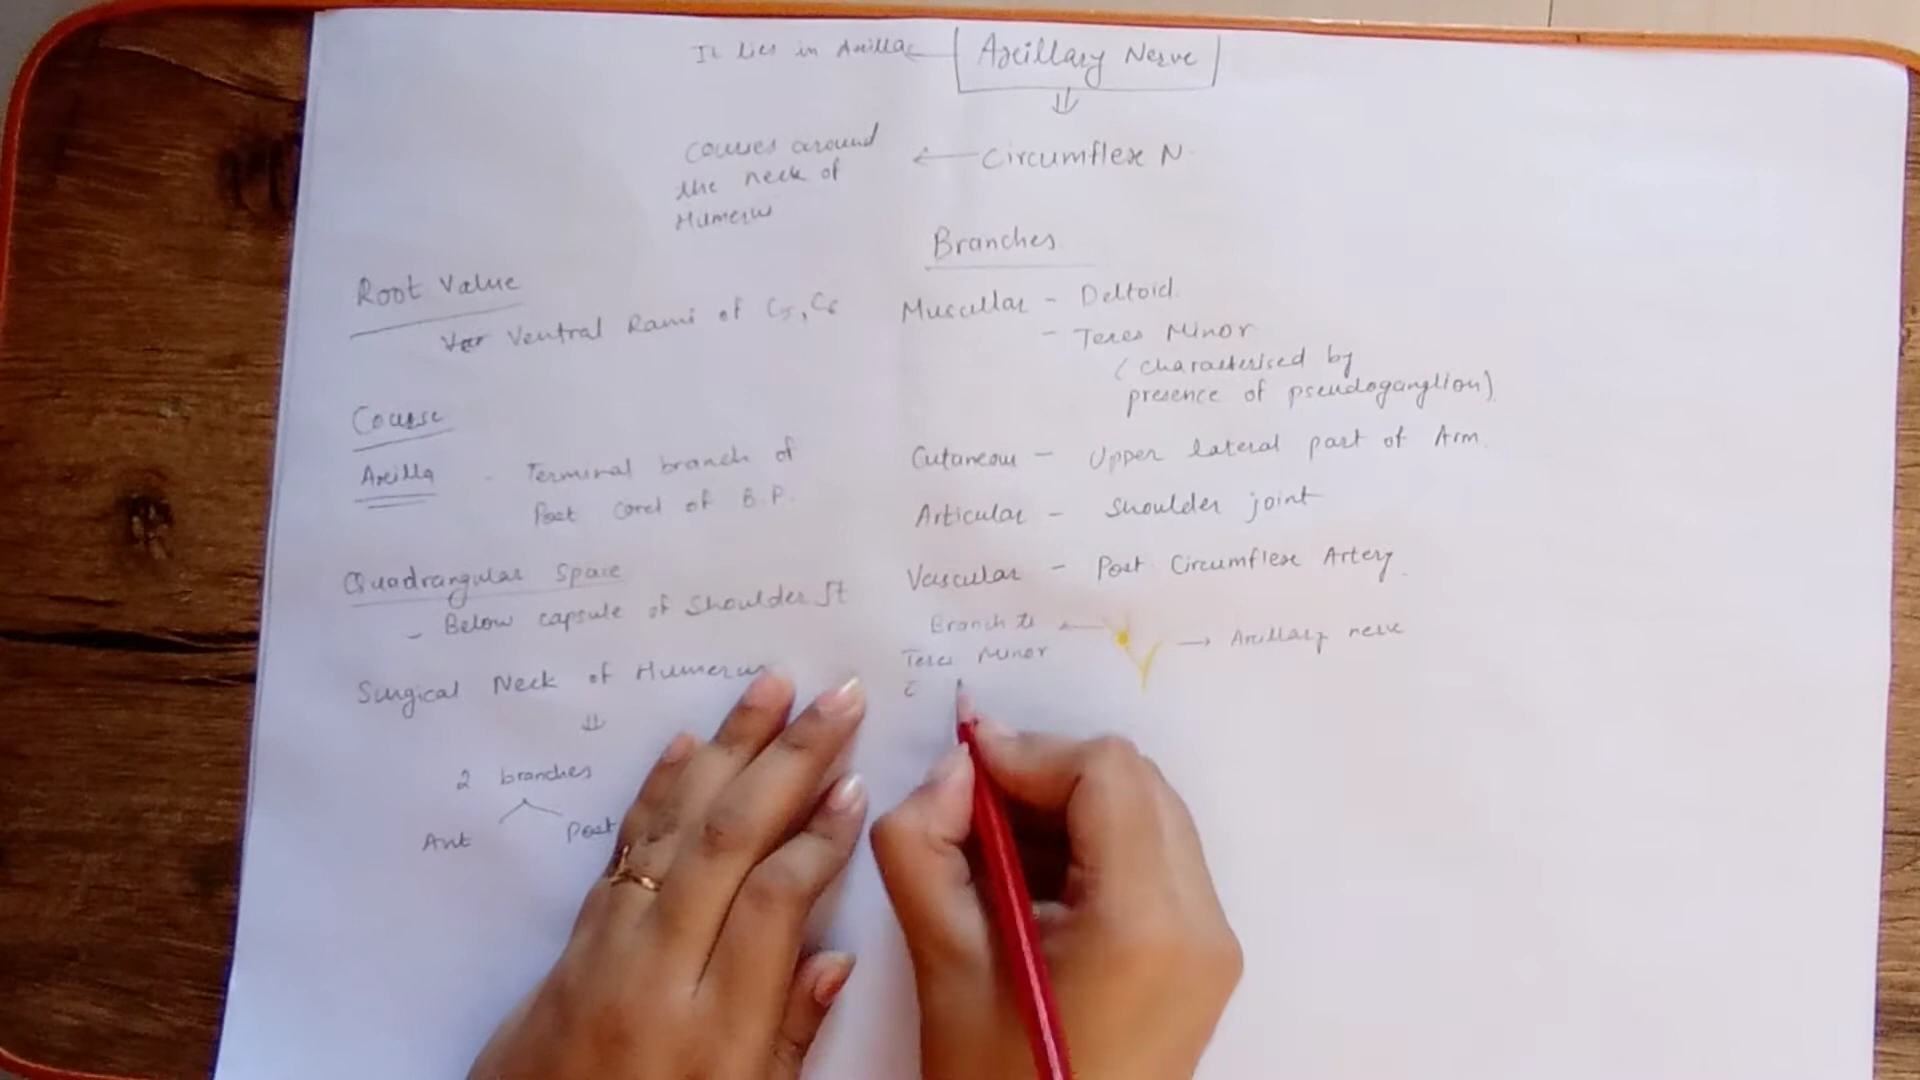 It lies in Axilla ← Axillary Nerve
⇓
courses around ← Circumflex N.
the neck of
Humerus
Root Value
Ventral Rami of C5, C6
Course
Axilla - Terminal branch of
Post cord of B.P.
Quadrangular Space
- Below capsule of Shoulder Jt
Surgical Neck of Humerus
⇓
2 branches
Ant Post
Branches
Muscular - Deltoid.
- Teres Minor
(characterised by
presence of pseudoganglion)
Cutaneous - Upper lateral part of Arm.
Articular - Shoulder joint
Vascular - Post Circumflex Artery.
Branch to ← → Axillary nerve
Teres Minor
c